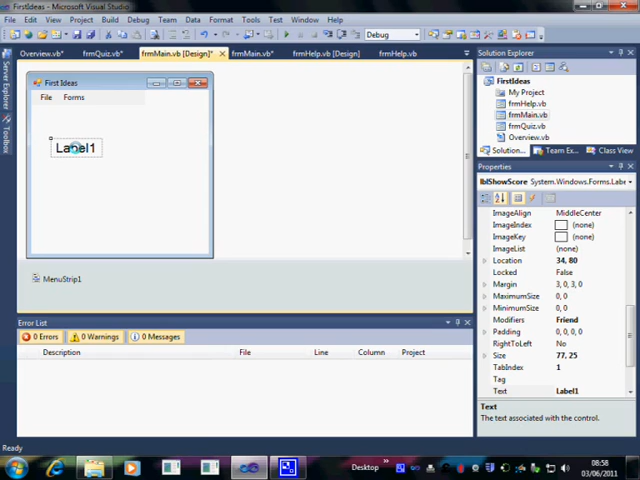 FirstIdeas - Microsoft Visual Studio
File Edit View Project Build Debug Team Data Format Tools Test Window Help
Debug
Overview.vb* frmQuiz.vb* frmMain.vb [Design]* frmMain.vb* frmHelp.vb [Design] frmHelp.vb
Server Explorer
Toolbox
First Ideas
File Forms
Label1
MenuStrip1
Solution Explorer
FirstIdeas
My Project
frmHelp.vb
frmMain.vb
frmQuiz.vb
Overview.vb
Solution... Team Ex... Class View
Properties
lblShowScore System.Windows.Forms.Labe
ImageAlign MiddleCenter
ImageIndex (none)
ImageKey (none)
ImageList (none)
Location 34, 80
Locked False
Margin 3, 0, 3, 0
MaximumSize 0, 0
MinimumSize 0, 0
Modifiers Friend
Padding 0, 0, 0, 0
RightToLeft No
Size 77, 25
TabIndex 1
Tag
Text Label1
Text
The text associated with the control.
Error List
0 Errors 0 Warnings 0 Messages
Description File Line Column Project
Ready
Desktop »
08:58
03/06/2011